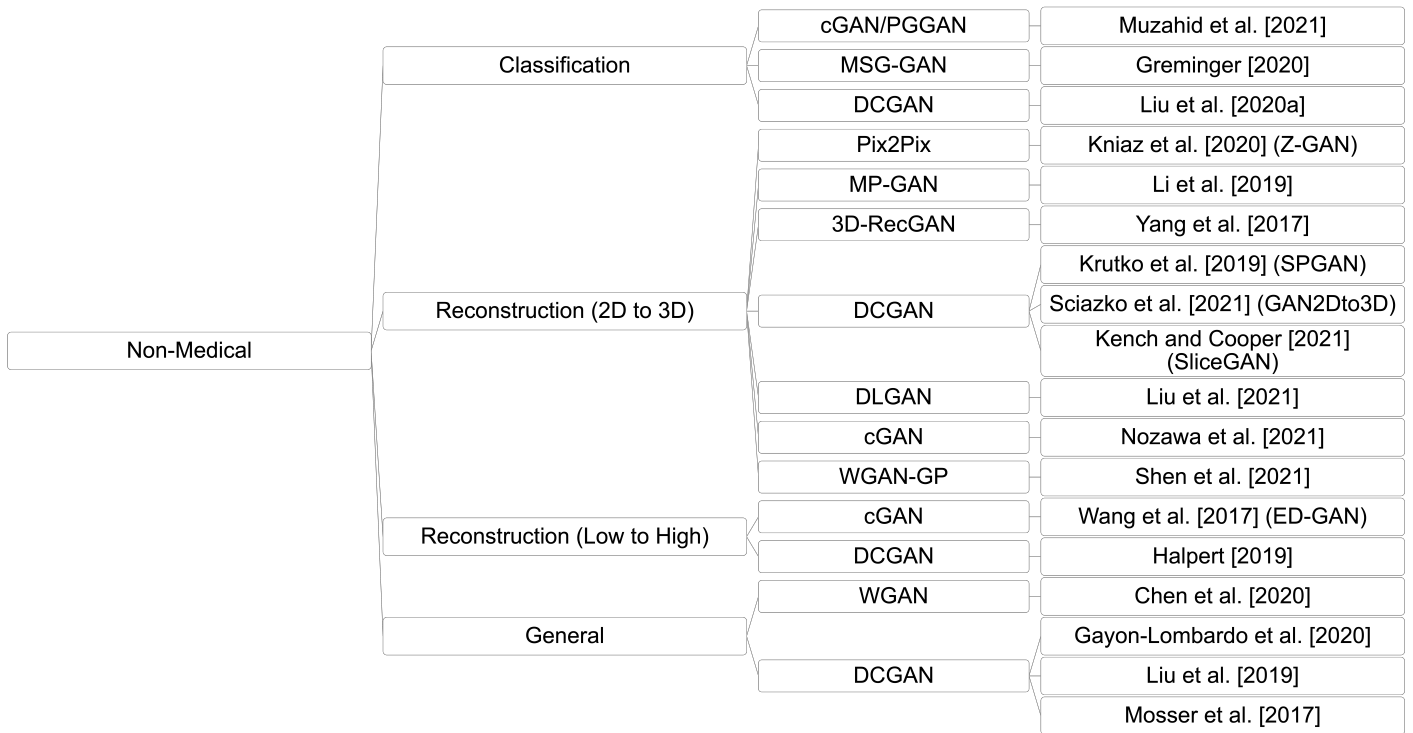 Non-Medical
Classification
cGAN/PGGAN
Muzahid et al. [2021]
MSG-GAN
Greminger [2020]
DCGAN
Liu et al. [2020a]
Reconstruction (2D to 3D)
Pix2Pix
Kniaz et al. [2020] (Z-GAN)
MP-GAN
Li et al. [2019]
3D-RecGAN
Yang et al. [2017]
DCGAN
Krutko et al. [2019] (SPGAN)
Sciazko et al. [2021] (GAN2Dto3D)
Kench and Cooper [2021]
(SliceGAN)
DLGAN
Liu et al. [2021]
cGAN
Nozawa et al. [2021]
WGAN-GP
Shen et al. [2021]
Reconstruction (Low to High)
cGAN
Wang et al. [2017] (ED-GAN)
DCGAN
Halpert [2019]
General
WGAN
Chen et al. [2020]
DCGAN
Gayon-Lombardo et al. [2020]
Liu et al. [2019]
Mosser et al. [2017]